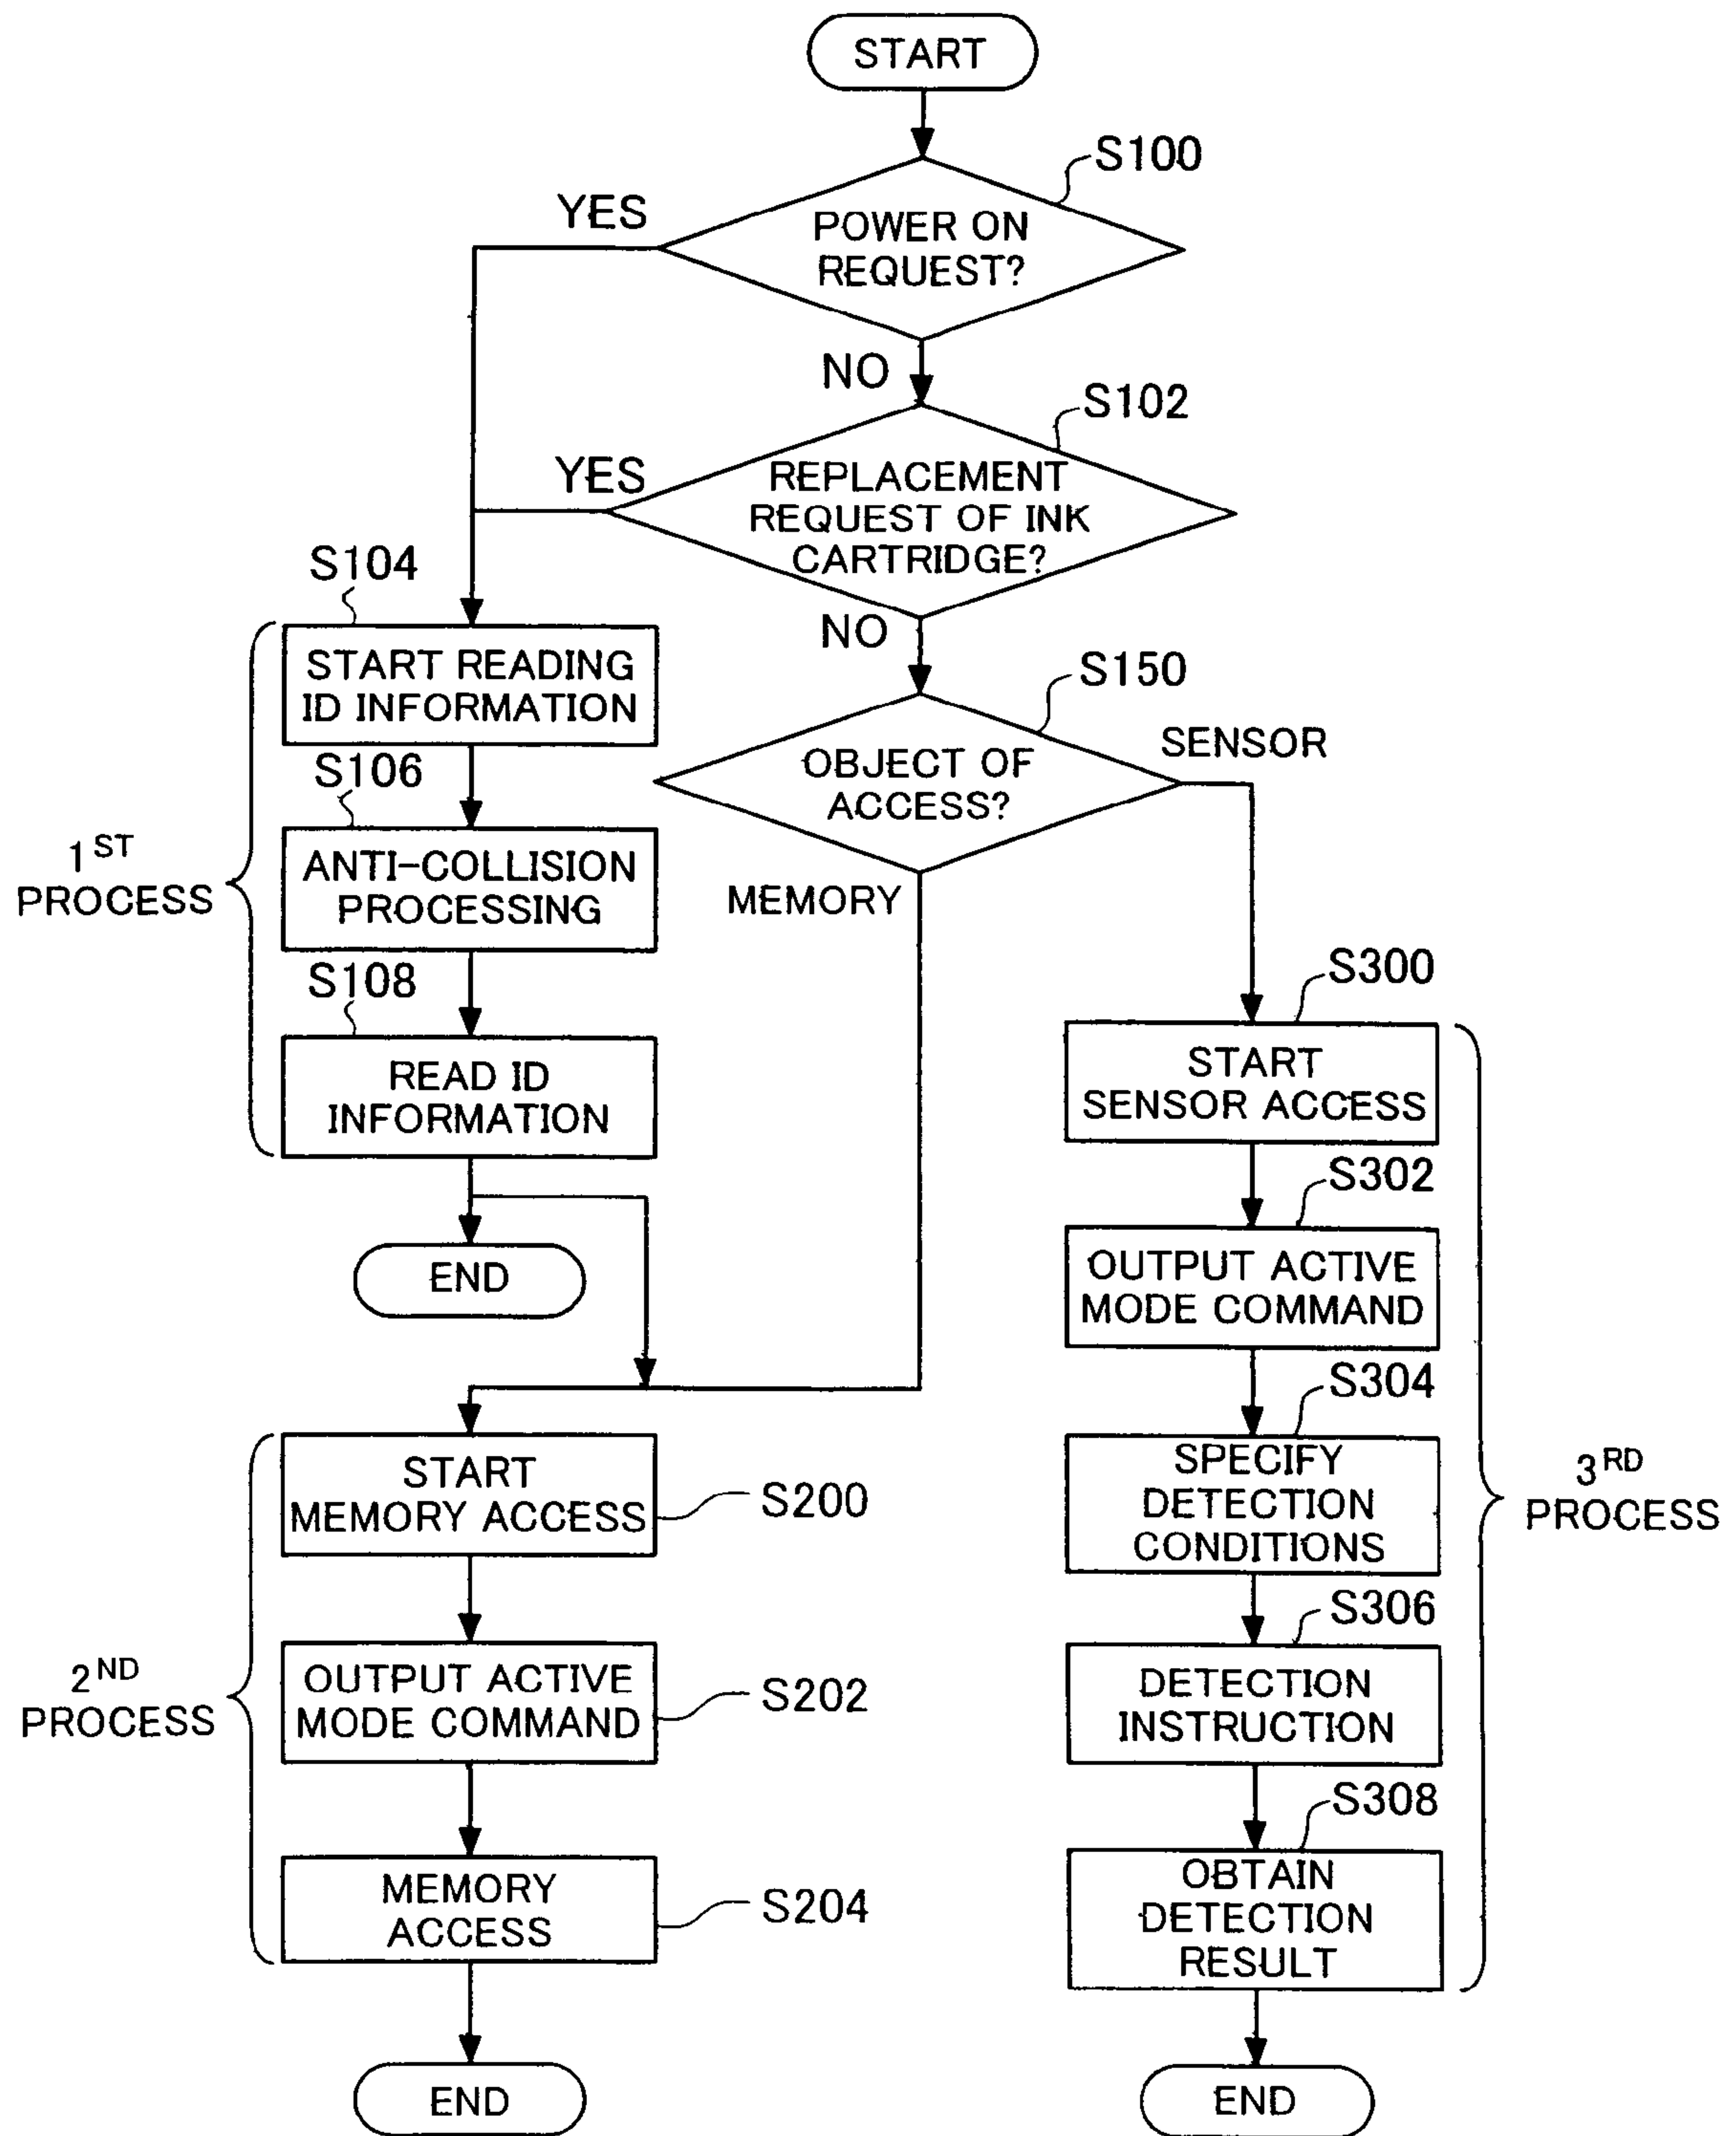 START
S100
YES
POWER ON
REQUEST?
NO
S102
YES
REPLACEMENT
REQUEST OF INK
CARTRIDGE?
NO
S104
START READING
ID INFORMATION
S106
1ST
PROCESS
ANTI-COLLISION
PROCESSING
S108
READ ID
INFORMATION
END
S150
SENSOR
OBJECT OF
ACCESS?
MEMORY
START
MEMORY ACCESS
S200
2ND
PROCESS
OUTPUT ACTIVE
MODE COMMAND
S202
MEMORY
ACCESS
S204
END
S300
START
SENSOR ACCESS
S302
OUTPUT ACTIVE
MODE COMMAND
S304
SPECIFY
DETECTION
CONDITIONS
3RD
PROCESS
S306
DETECTION
INSTRUCTION
S308
OBTAIN
DETECTION
RESULT
END